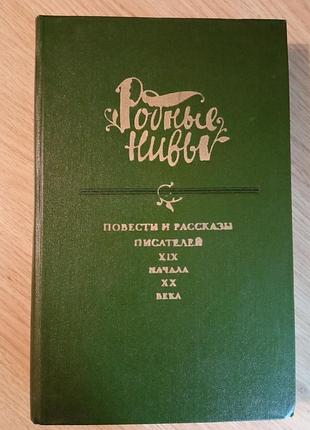 Родные
нивы
ПОВЕСТИ И РАССКАЗЫ
ПИСАТЕЛЕЙ
XIX
НАЧАЛА
XX
ВЕКА